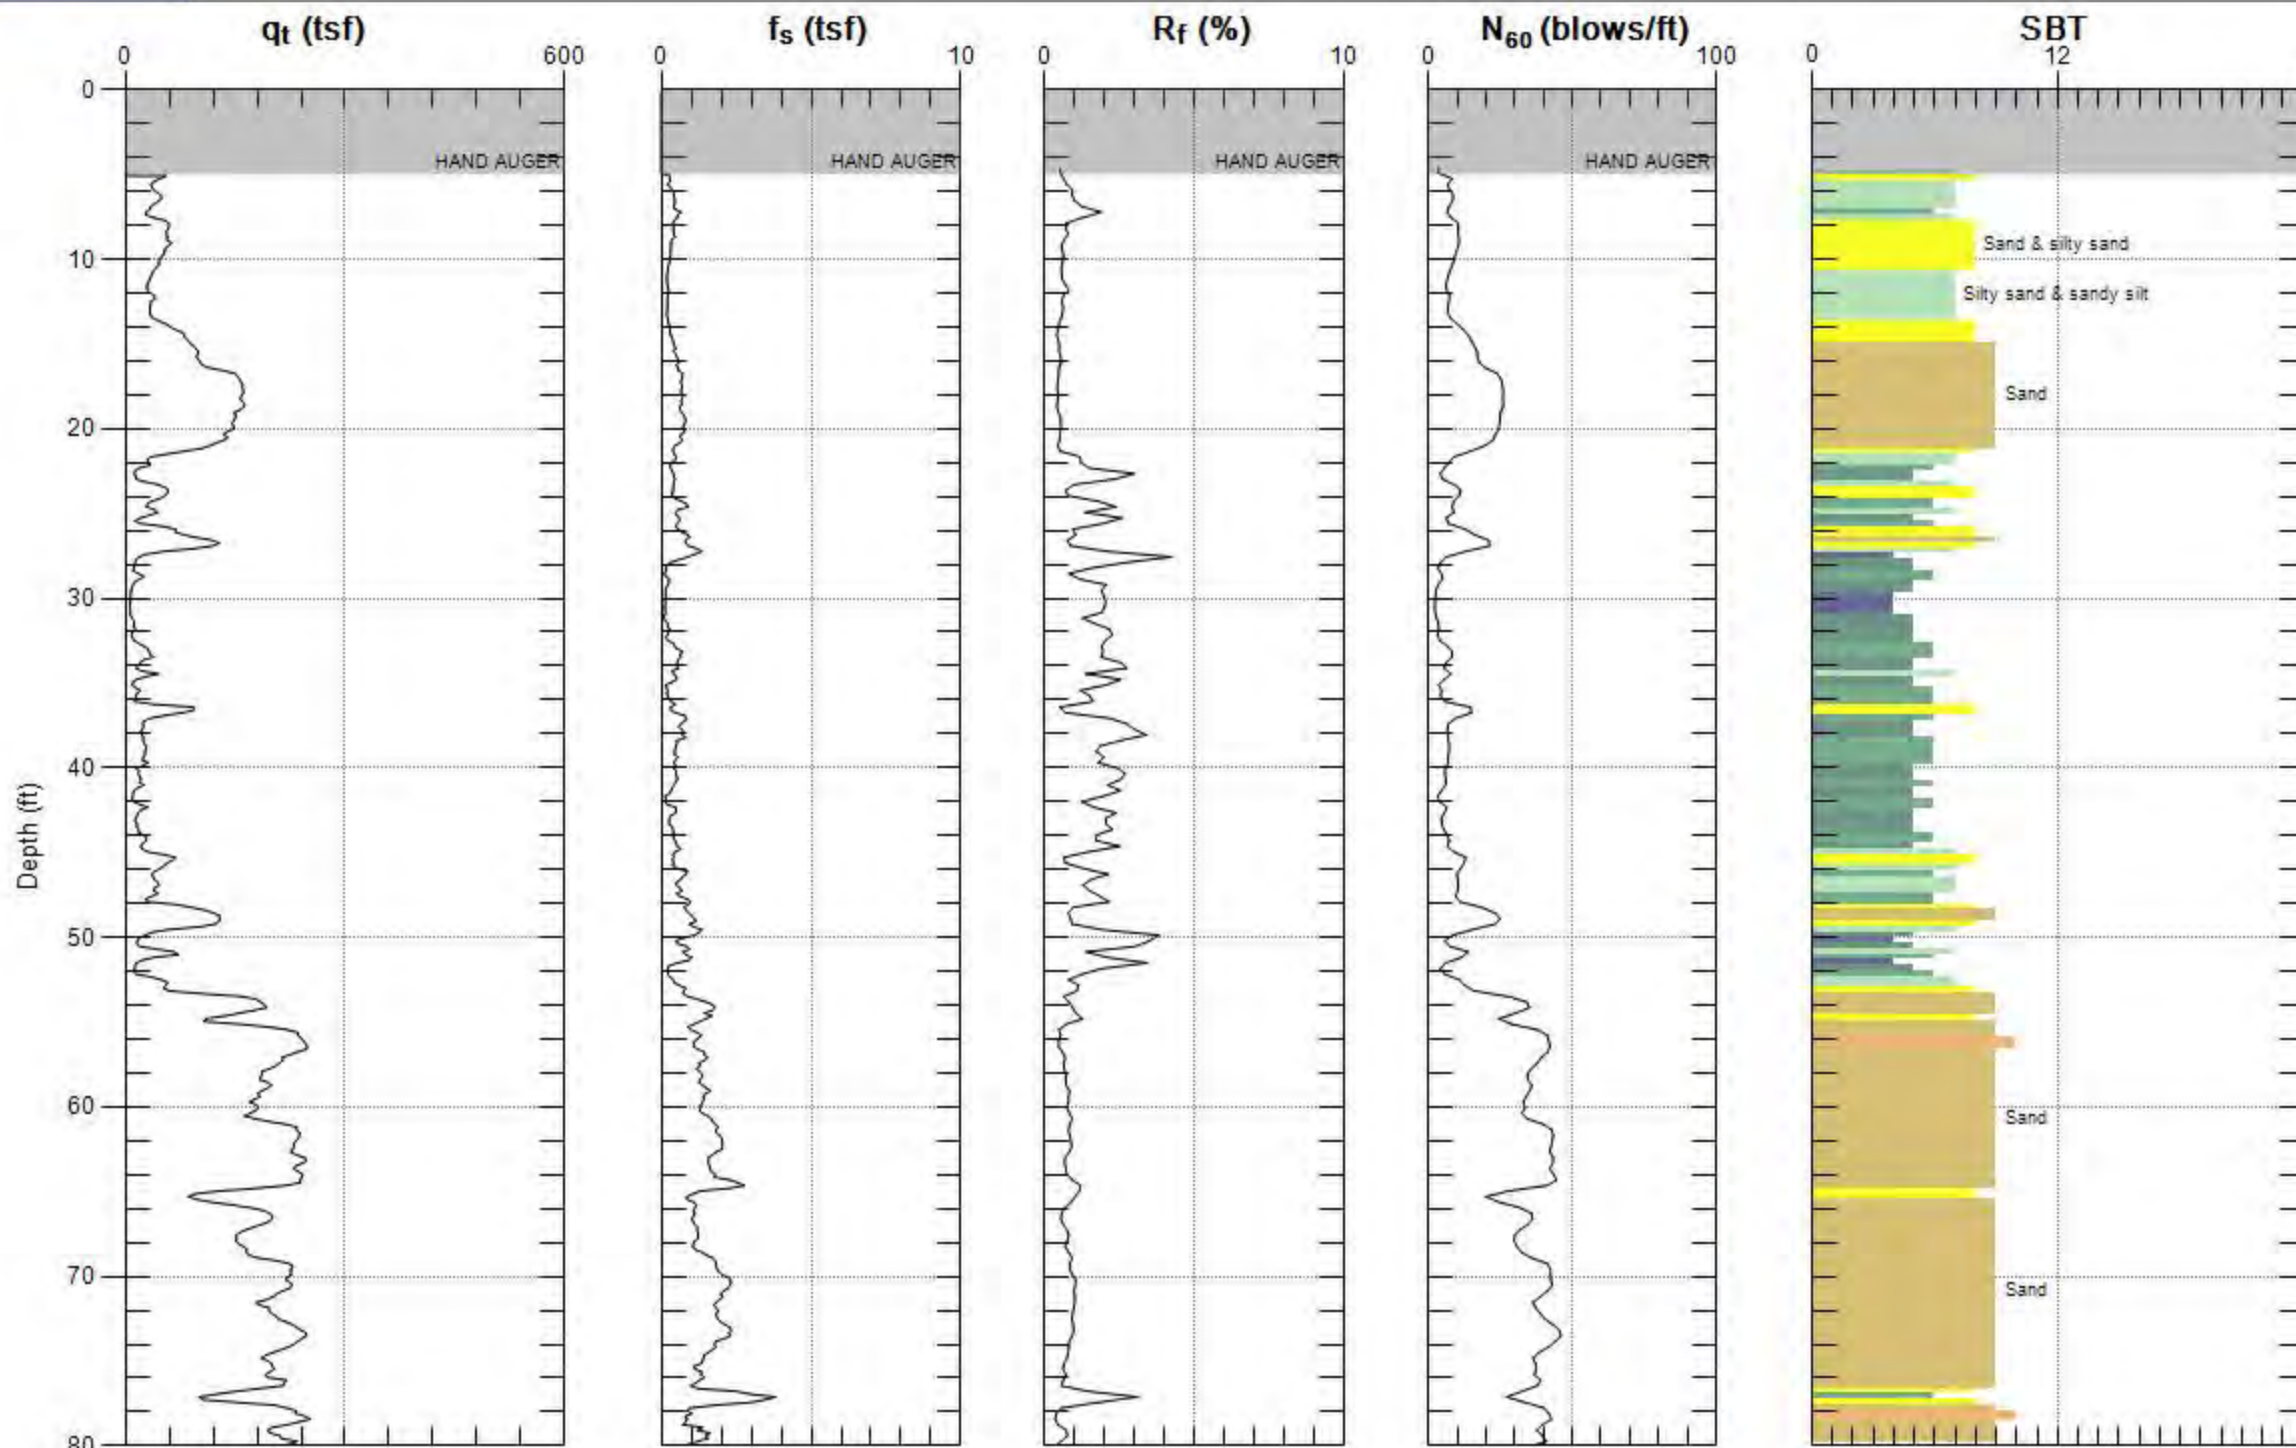 qt (tsf) fs (tsf) Rf (%) N60 (blows/ft) SBT
0 600 0 10 0 10 0 100 0 12
0
HAND AUGER HAND AUGER HAND AUGER HAND AUGER
Sand & silty sand
10
Silty sand & sandy silt
Sand
20
30
40
Depth (ft)
50
60
Sand
70
Sand
80